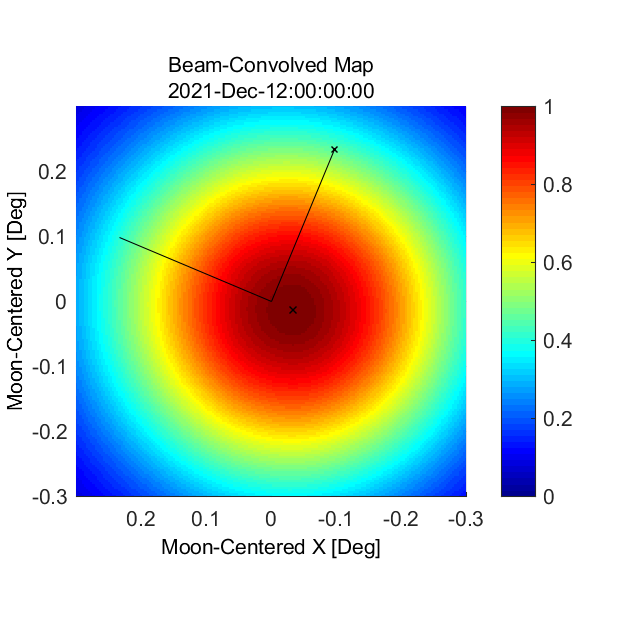 Beam-Convolved Map
2021-Dec-12:00:00:00
1
0.8
0.6
0.4
0.2
0
0.2
0.1
0
-0.1
-0.2
-0.3
Moon-Centered Y [Deg]
0.2 0.1 0 -0.1 -0.2 -0.3
Moon-Centered X [Deg]